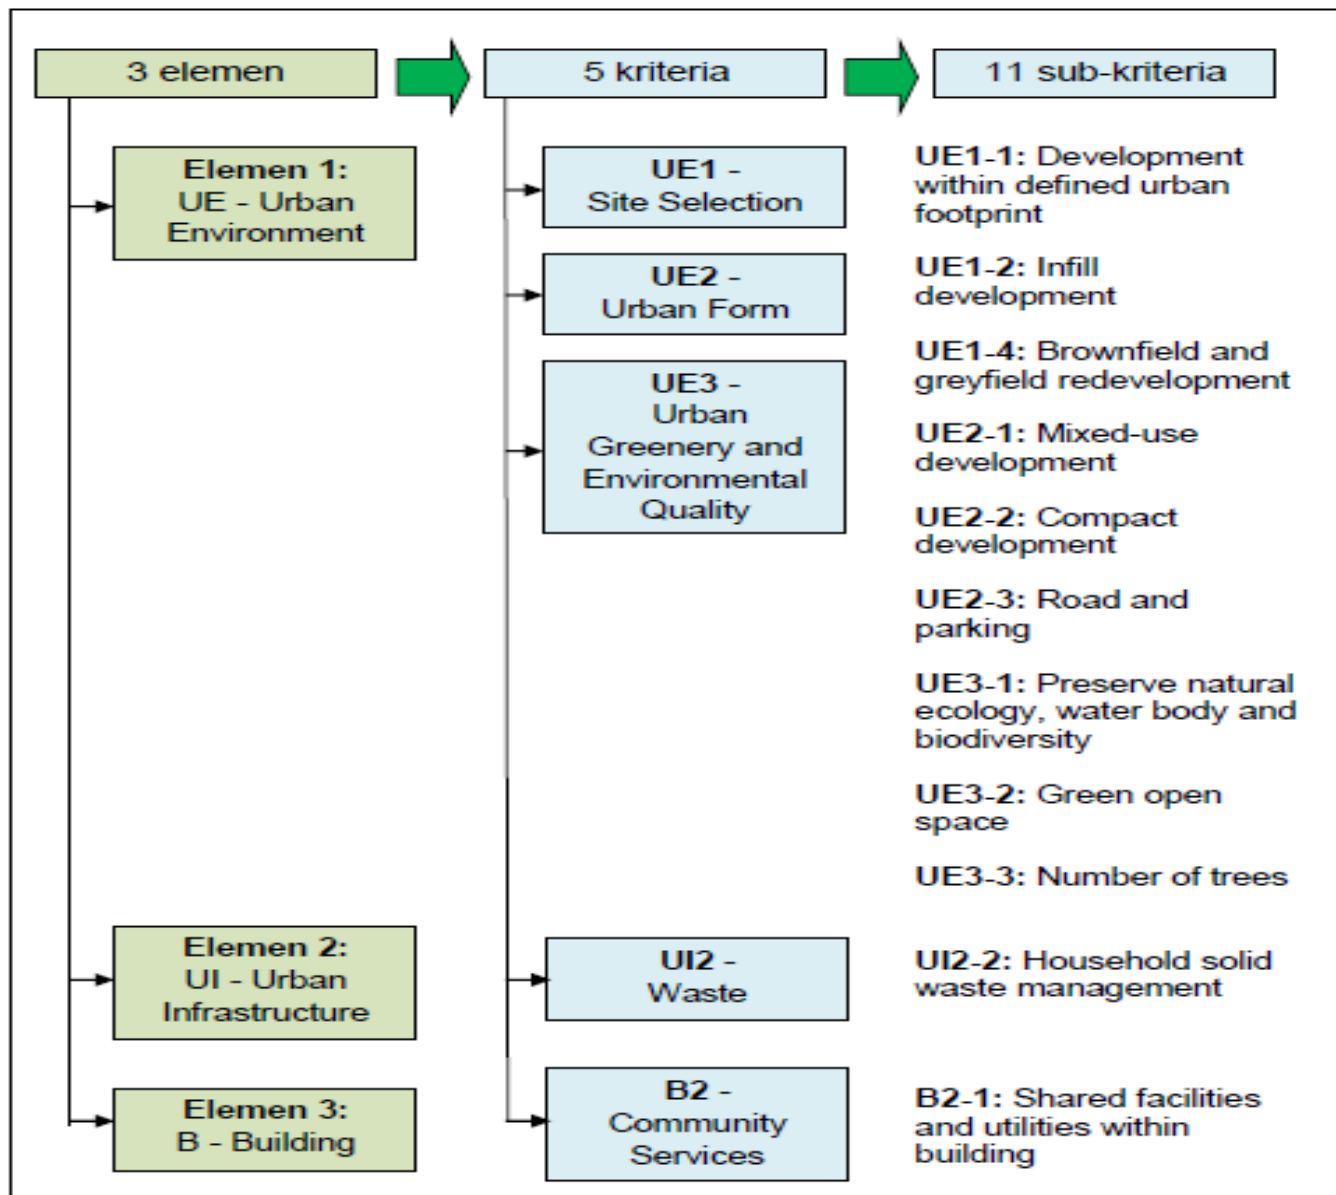 3 elemen
5 kriteria
11 sub-kriteria
Elemen 1:
UE - Urban
Environment
UE1 -
Site Selection
UE2 -
Urban Form
UE3 -
Urban
Greenery and
Environmental
Quality
UE1-1: Development
within defined urban
footprint
UE1-2: Infill
development
UE1-4: Brownfield and
greyfield redevelopment
UE2-1: Mixed-use
development
UE2-2: Compact
development
UE2-3: Road and
parking
UE3-1: Preserve natural
ecology, water body and
biodiversity
UE3-2: Green open
space
UE3-3: Number of trees
Elemen 2:
UI - Urban
Infrastructure
UI2 -
Waste
UI2-2: Household solid
waste management
Elemen 3:
B - Building
B2 -
Community
Services
B2-1: Shared facilities
and utilities within
building